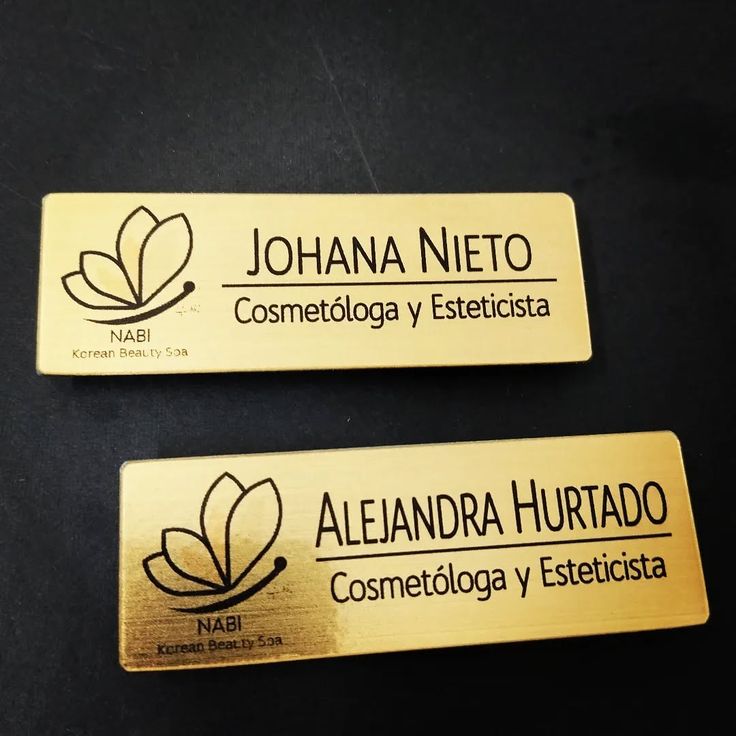 JOHANA NIETO
Cosmetóloga y Esteticista
NABI
Korean Beauty Spa
ALEJANDRA HURTADO
Cosmetóloga y Esteticista
NABI
Korean Beauty Spa